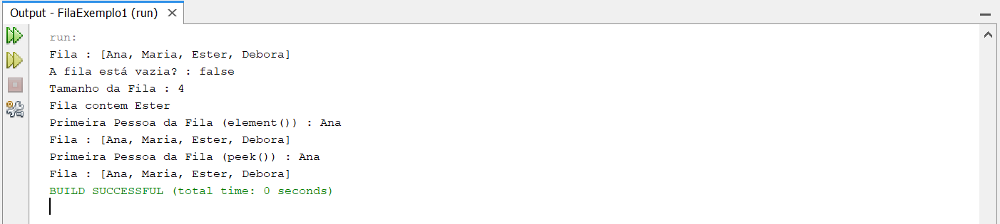 Output - FilaExemplo1 (run)
run:
Fila : [Ana, Maria, Ester, Debora]
A fila está vazia? : false
Tamanho da Fila : 4
Fila contem Ester
Primeira Pessoa da Fila (element()) : Ana
Fila : [Ana, Maria, Ester, Debora]
Primeira Pessoa da Fila (peek()) : Ana
Fila : [Ana, Maria, Ester, Debora]
BUILD SUCCESSFUL (total time: 0 seconds)